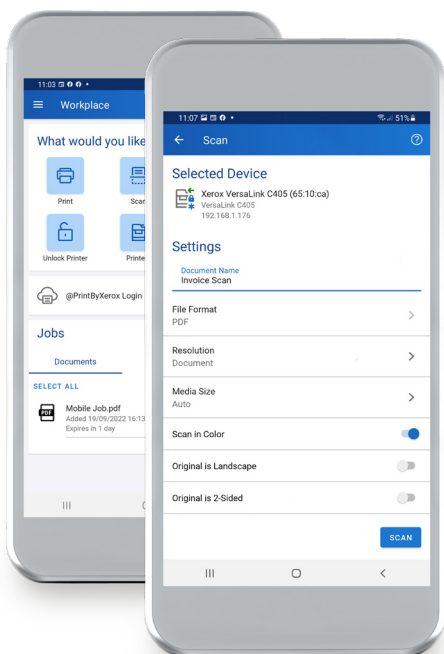 11:03
Workplace
What would you like
Print
Scan
Unlock Printer
Printe
@PrintByXerox Login
Jobs
Documents
SELECT ALL
PDF
Mobile Job.pdf
Added 19/09/2022 16:13
Expires in 1 day
11:07
51%
Scan
Selected Device
Xerox VersaLink C405 (65:10:ca)
VersaLink C405
192.168.1.176
Settings
Document Name
Invoice Scan
File Format
PDF
Resolution
Document
Media Size
Auto
Scan in Color
Original is Landscape
Original is 2-Sided
SCAN